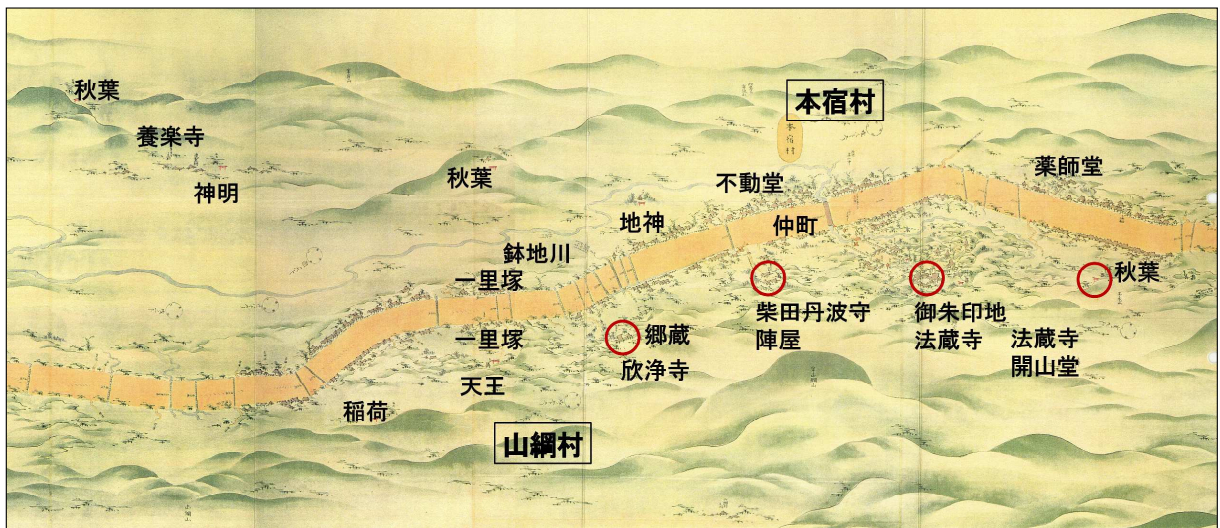 秋葉
養楽寺
神明
秋葉
本宿村
本宿村
不動堂
薬師堂
地神
仲町
鉢地川
一里塚
一里塚
秋葉
柴田丹波守
陣屋
御朱印地
法蔵寺
法蔵寺
開山堂
郷蔵
欣浄寺
天王
稲荷
山綱村